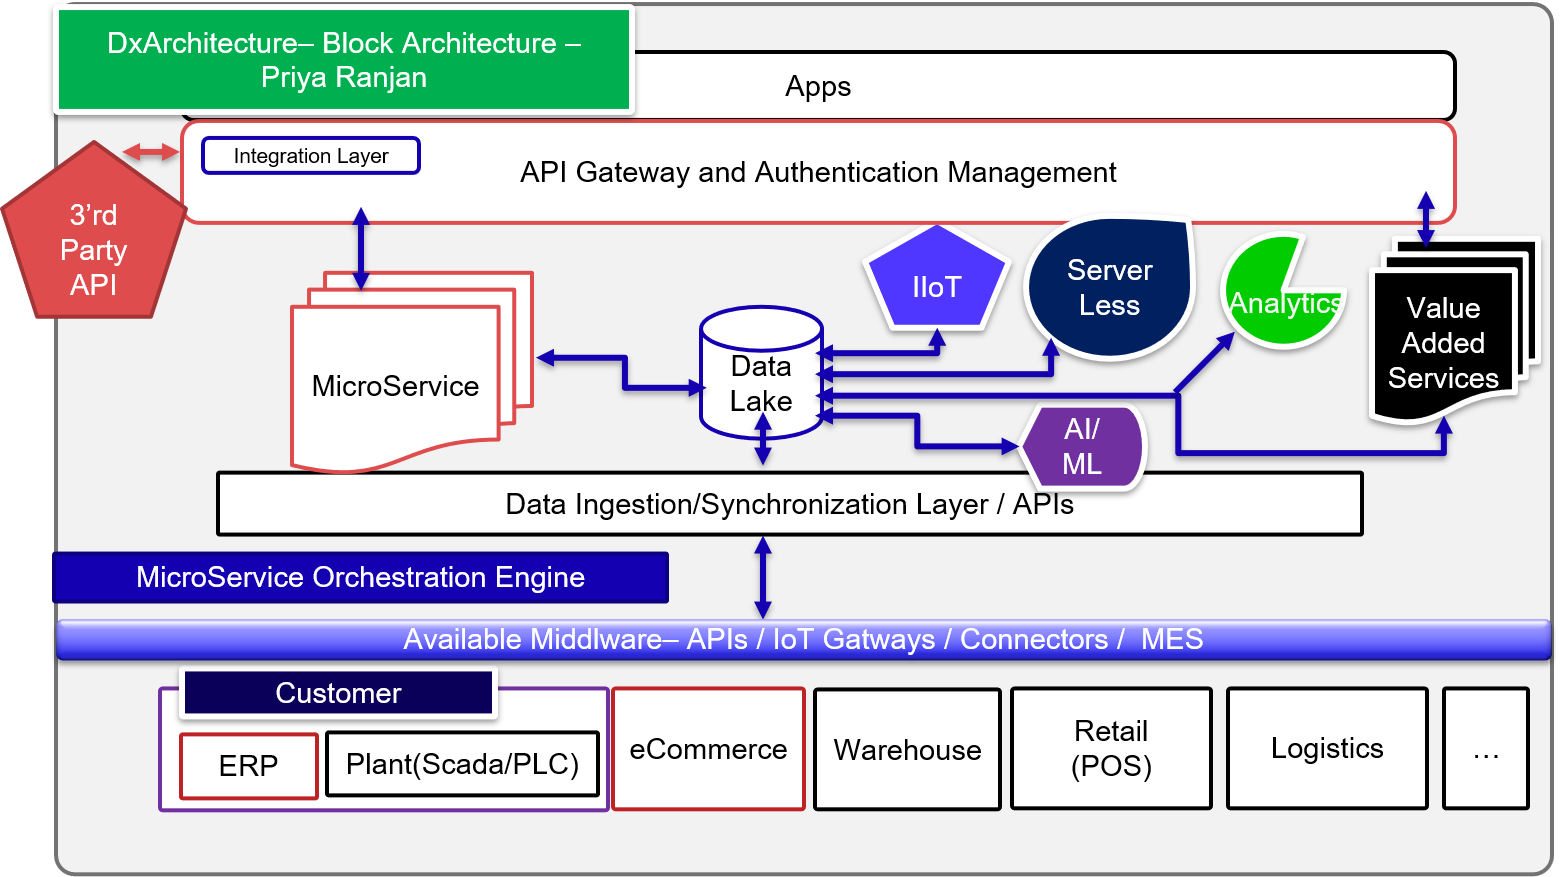 DxArchitecture– Block Architecture –
Priya Ranjan
Apps
Integration Layer
API Gateway and Authentication Management
3’rd
Party
API
IIoT
Server
Less
Analytics
Value
Added
Services
MicroService
Data
Lake
AI/
ML
Data Ingestion/Synchronization Layer / APIs
MicroService Orchestration Engine
Available Middlware– APIs / IoT Gatways / Connectors / MES
Customer
ERP
Plant(Scada/PLC)
eCommerce
Warehouse
Retail
(POS)
Logistics
...